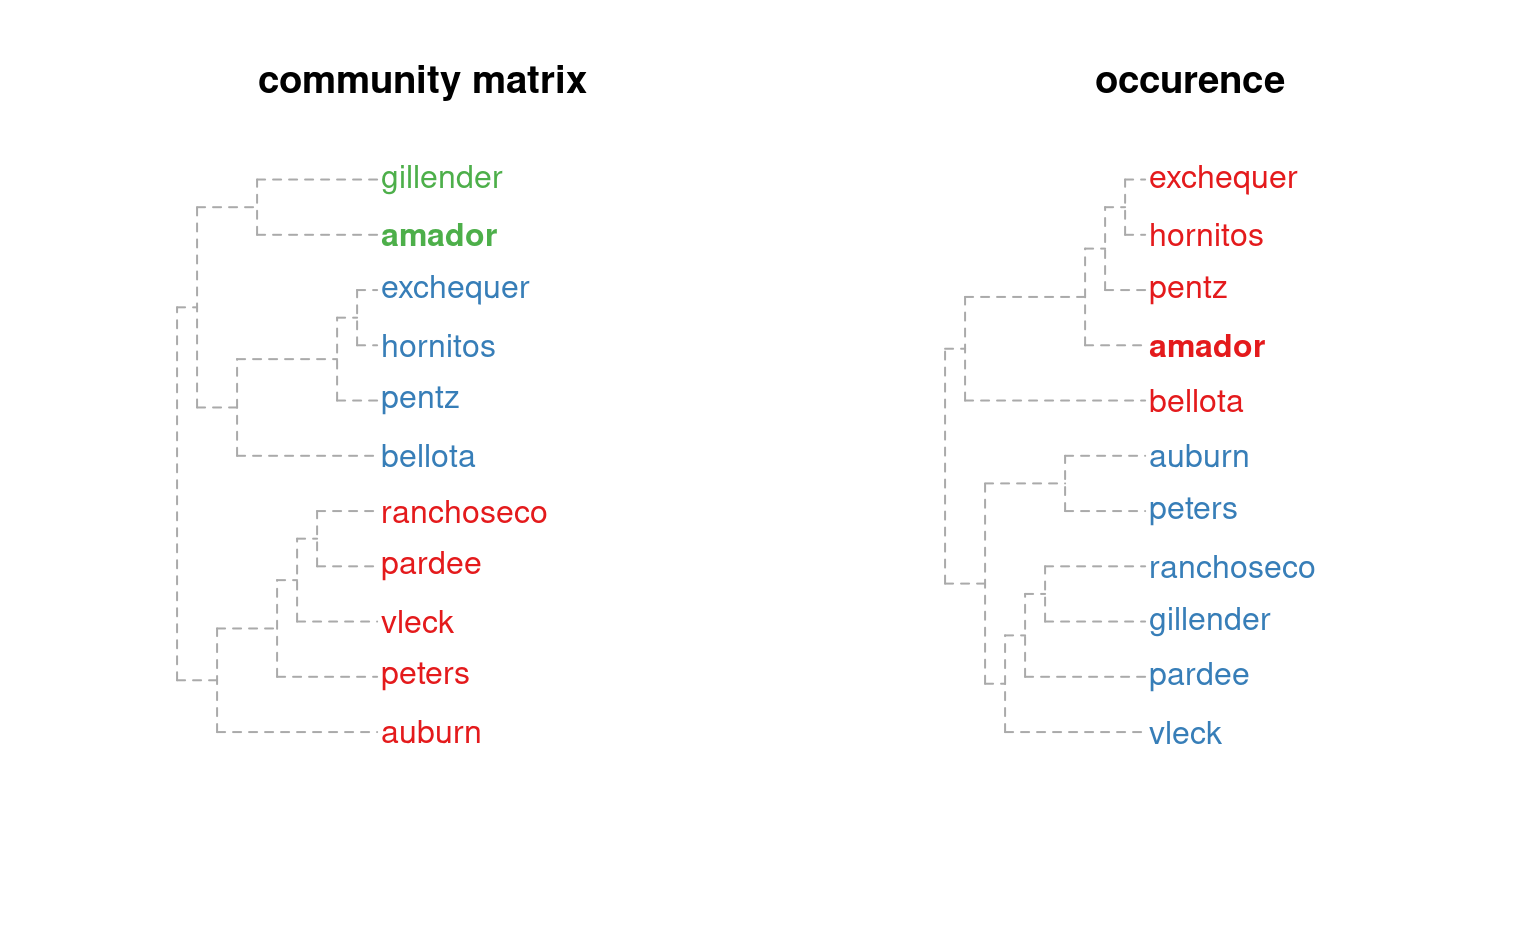 community matrix
gillender
amador
exchequer
hornitos
pentz
bellota
ranchoseco
pardee
vleck
peters
auburn
occurence
exchequer
hornitos
pentz
amador
bellota
auburn
peters
ranchoseco
gillender
pardee
vleck